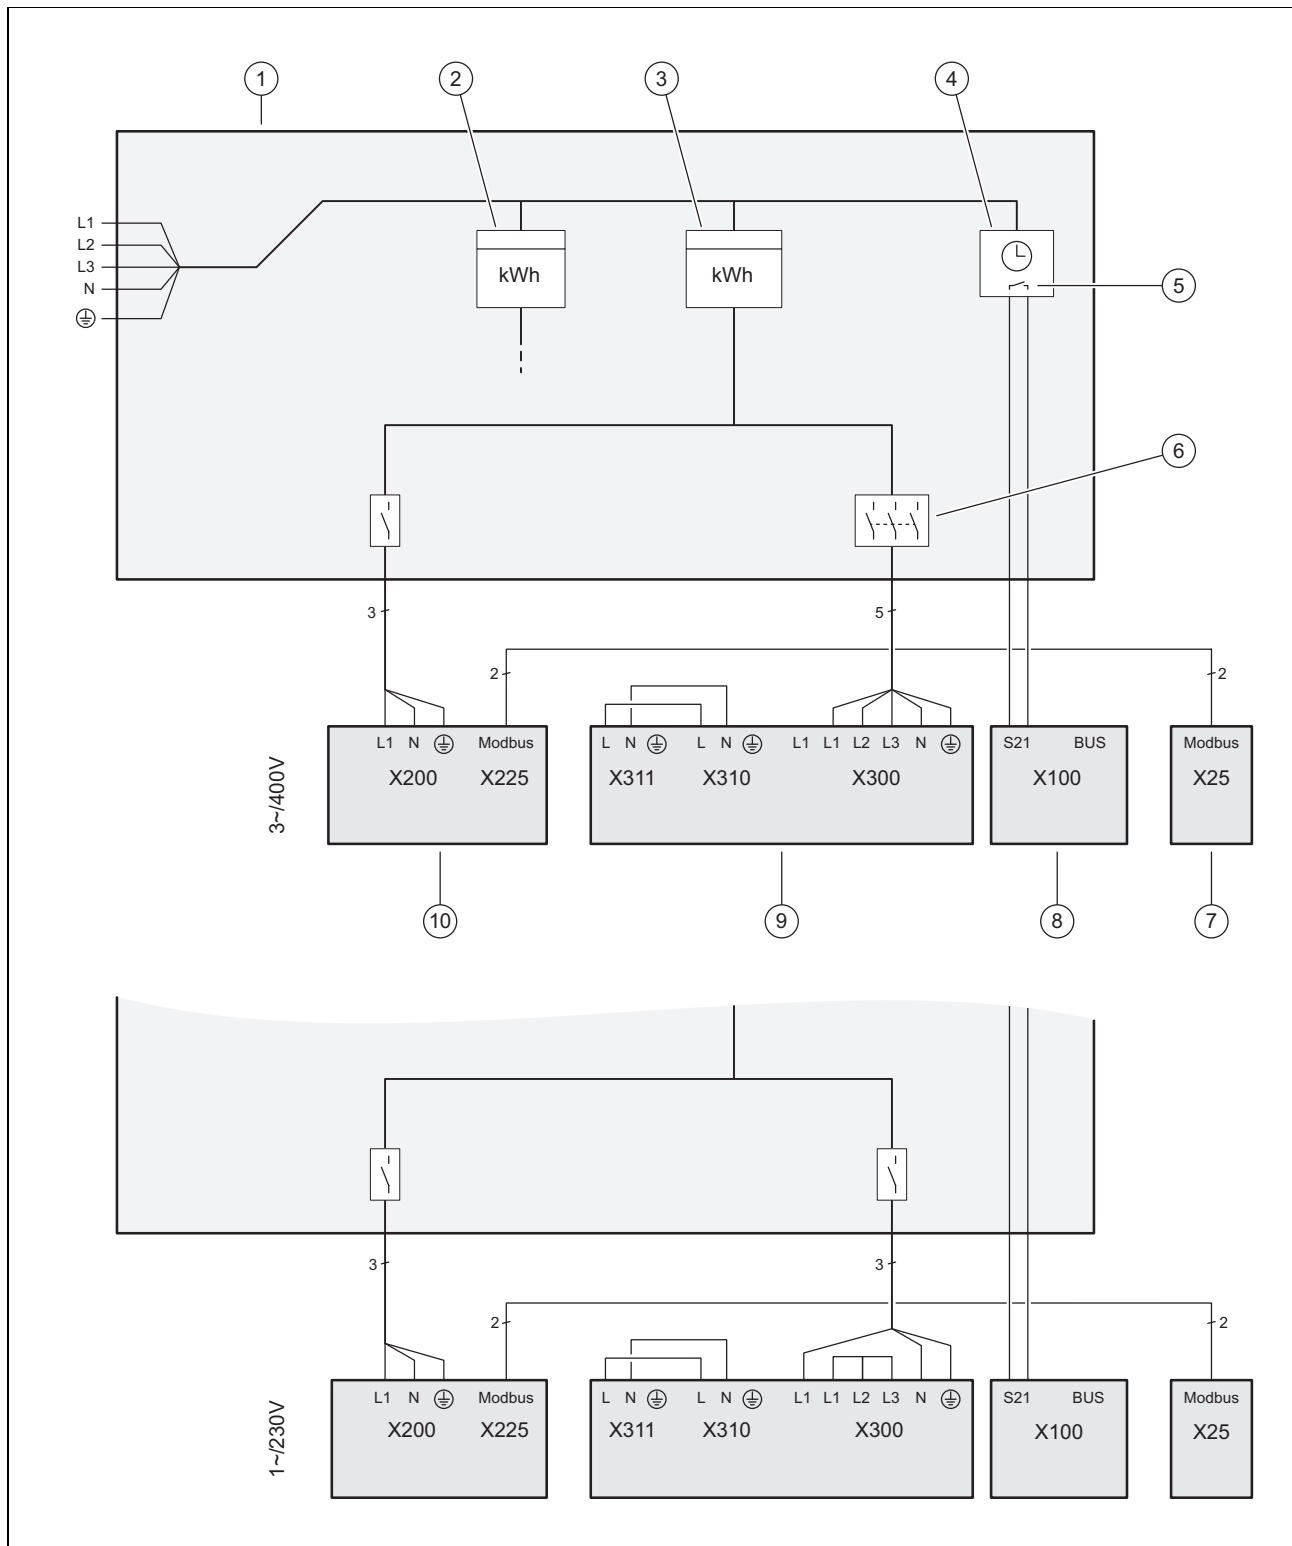 1 2 3 4
L1
L2
L3
N
kWh kWh
5
6
3 5
2 2
L1 N Modbus L N L N L1 L1 L2 L3 N S21 BUS Modbus
X200 X225 X311 X310 X300 X100 X25
3~/400V
10 9 8 7
3 3
2 2
L1 N Modbus L N L N L1 L1 L2 L3 N S21 BUS Modbus
X200 X225 X311 X310 X300 X100 X25
1~/230V